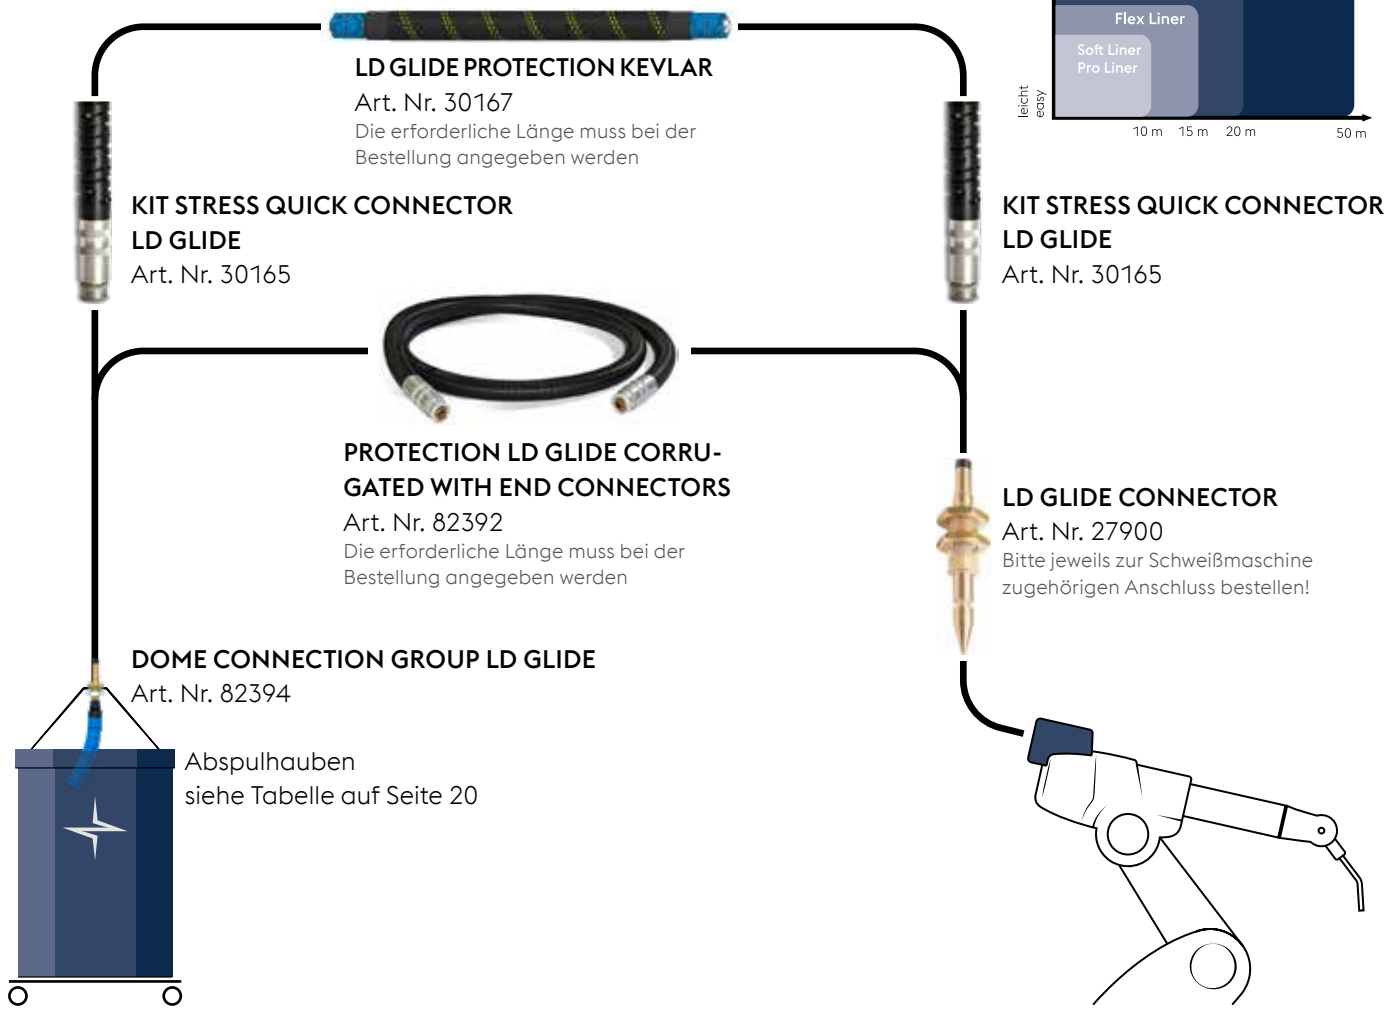 LD GLIDE PROTECTION KEVLAR
Art. Nr. 30167
Die erforderliche Länge muss bei der
Bestellung angegeben werden
Flex Liner
Soft Liner
Pro Liner
leicht
easy
10 m 15 m 20 m 50 m
KIT STRESS QUICK CONNECTOR
LD GLIDE
Art. Nr. 30165
KIT STRESS QUICK CONNECTOR
LD GLIDE
Art. Nr. 30165
PROTECTION LD GLIDE CORRU-
GATED WITH END CONNECTORS
Art. Nr. 82392
Die erforderliche Länge muss bei der
Bestellung angegeben werden
LD GLIDE CONNECTOR
Art. Nr. 27900
Bitte jeweils zur Schweißmaschine
zugehörigen Anschluss bestellen!
DOME CONNECTION GROUP LD GLIDE
Art. Nr. 82394
Abspulhauben
siehe Tabelle auf Seite 20